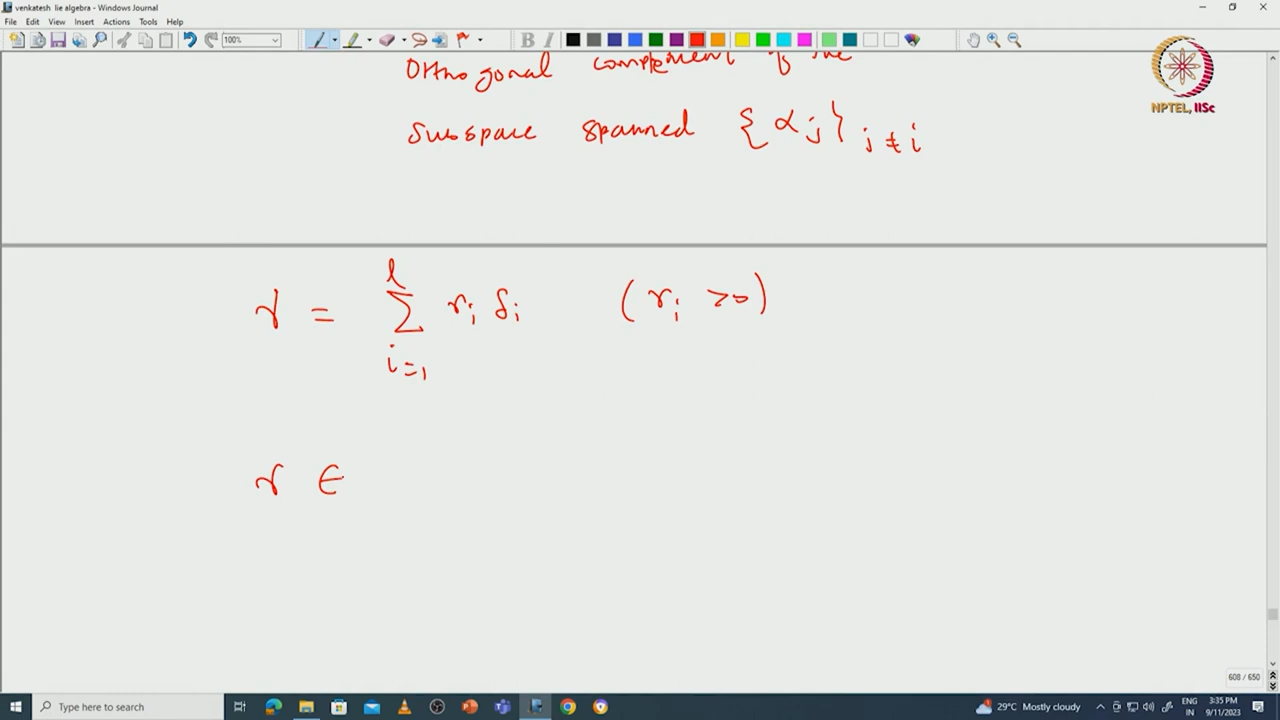 venkatesh lie algebra - Windows Journal
File Edit View Insert Actions Tools Help
100%
B I
Orthogonal complement of the
subspace spanned {αj} j ≠ i
NPTEL, IISc
γ = ∑ i=1 l ri δi (ri >0)
γ ∈
608 / 650
Type here to search
29°C Mostly cloudy
ENG
IN
3:35 PM
9/11/2023